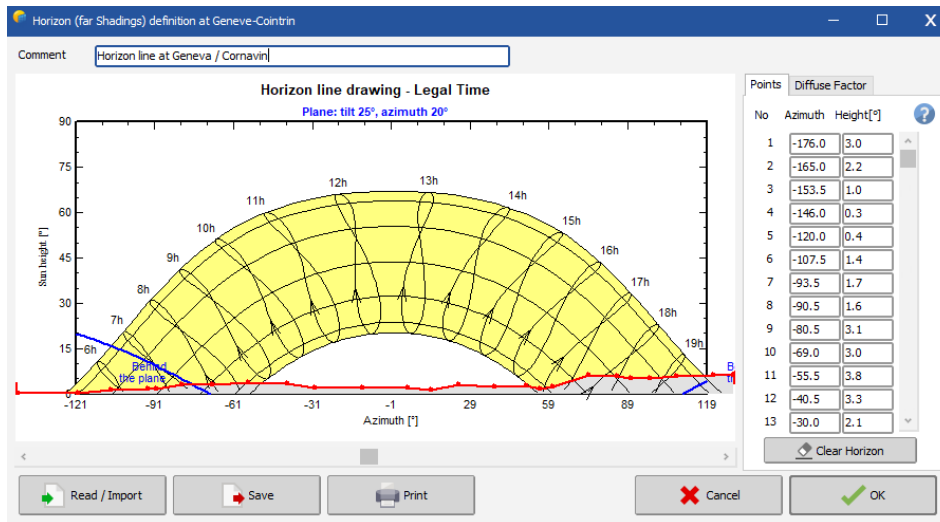 Horizon (far Shadings) definition at Geneve-Cointrin
Comment
Horizon line at Geneva / Cornavin
Horizon line drawing - Legal Time
Plane: tilt 25°, azimuth 20°
90
75
60
45
30
15
Sun height [°]
6h
7h
8h
9h
10h
11h
12h
13h
14h
15h
16h
17h
18h
19h
Behind
the plane
-121
-91
-61
-31
-1
29
59
89
119
Azimuth [°]
Points
Diffuse Factor
No Azimuth Height[°]
1 -176.0 3.0
2 -165.0 2.2
3 -153.5 1.0
4 -146.0 0.3
5 -120.0 0.4
6 -107.5 1.4
7 -93.5 1.7
8 -90.5 1.6
9 -80.5 3.1
10 -69.0 3.0
11 -55.5 3.8
12 -40.5 3.3
13 -30.0 2.1
Clear Horizon
Read / Import
Save
Print
Cancel
OK